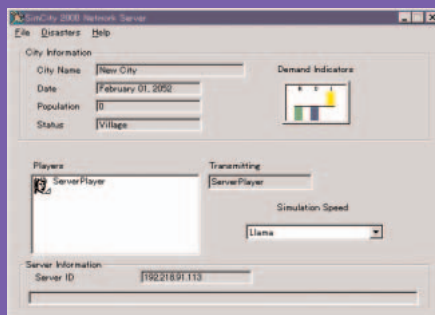 SimCity 2000 Network Server
File Disasters Help
City Information
City Name New City
Demand Indicators
Date February 01, 2052
R C I
Population 0
Status Village
Players
Transmitting
ServerPlayer
ServerPlayer
Simulation Speed
Llama
Server Information
Server ID 192.218.91.113